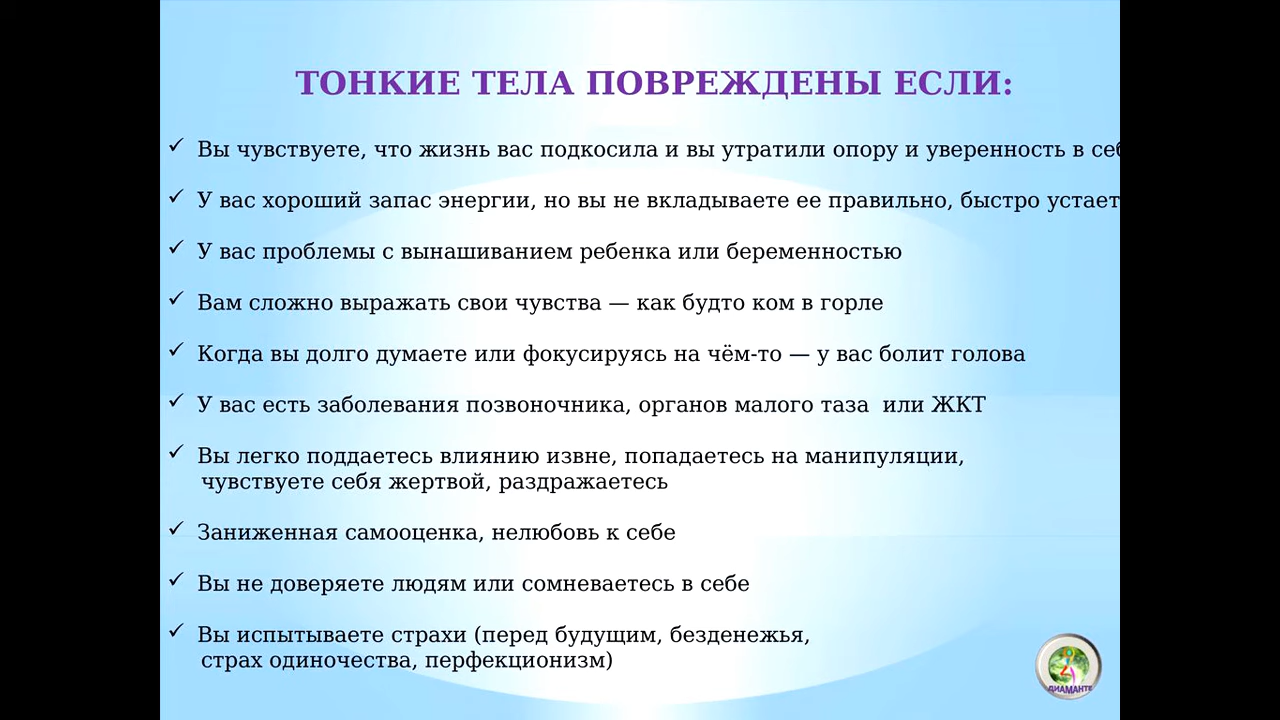 ТОНКИЕ ТЕЛА ПОВРЕЖДЕНЫ ЕСЛИ:
✓ Вы чувствуете, что жизнь вас подкосила и вы утратили опору и уверенность в
✓ У вас хороший запас энергии, но вы не вкладываете ее правильно, быстро устает
✓ У вас проблемы с вынашиванием ребенка или беременностью
✓ Вам сложно выражать свои чувства — как будто ком в горле
✓ Когда вы долго думаете или фокусируясь на чём-то — у вас болит голова
✓ У вас есть заболевания позвоночника, органов малого таза или ЖКТ
✓ Вы легко поддаетесь влиянию извне, попадаетесь на манипуляции,
чувствуете себя жертвой, раздражаетесь
✓ Заниженная самооценка, нелюбовь к себе
✓ Вы не доверяете людям или сомневаетесь в себе
✓ Вы испытываете страхи (перед будущим, безденежья,
страх одиночества, перфекционизм)
ДИАМАНТЕ